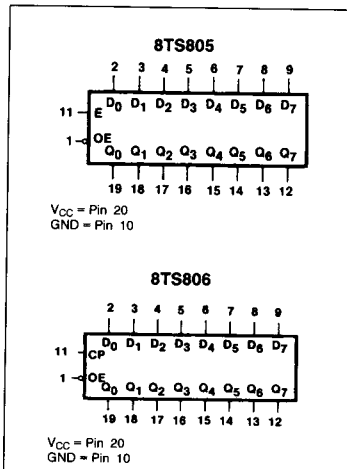 8TS805
2 3 4 5 6 7 8 9
D0 D1 D2 D3 D4 D5 D6 D7
11 E
1 OE
Q0 Q1 Q2 Q3 Q4 Q5 Q6 Q7
19 18 17 16 15 14 13 12
VCC = Pin 20
GND = Pin 10
8TS806
2 3 4 5 6 7 8 9
D0 D1 D2 D3 D4 D5 D6 D7
11 CP
1 OE
Q0 Q1 Q2 Q3 Q4 Q5 Q6 Q7
19 18 17 16 15 14 13 12
VCC = Pin 20
GND = Pin 10